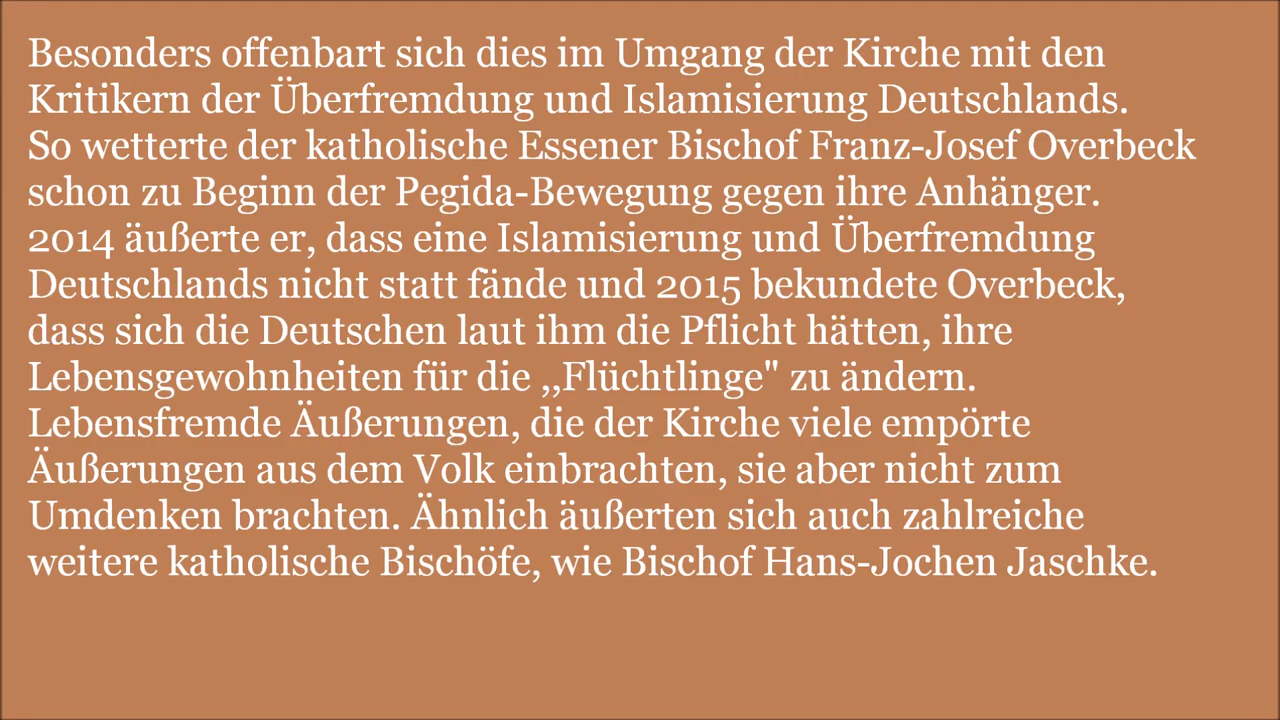 Besonders offenbart sich dies im Umgang der Kirche mit den
Kritikern der Überfremdung und Islamisierung Deutschlands.
So wetterte der katholische Essener Bischof Franz-Josef Overbeck
schon zu Beginn der Pegida-Bewegung gegen ihre Anhänger.
2014 äußerte er, dass eine Islamisierung und Überfremdung
Deutschlands nicht statt fände und 2015 bekundete Overbeck,
dass sich die Deutschen laut ihm die Pflicht hätten, ihre
Lebensgewohnheiten für die ,,Flüchtlinge" zu ändern.
Lebensfremde Äußerungen, die der Kirche viele empörte
Äußerungen aus dem Volk einbrachten, sie aber nicht zum
Umdenken brachten. Ähnlich äußerten sich auch zahlreiche
weitere katholische Bischöfe, wie Bischof Hans-Jochen Jaschke.